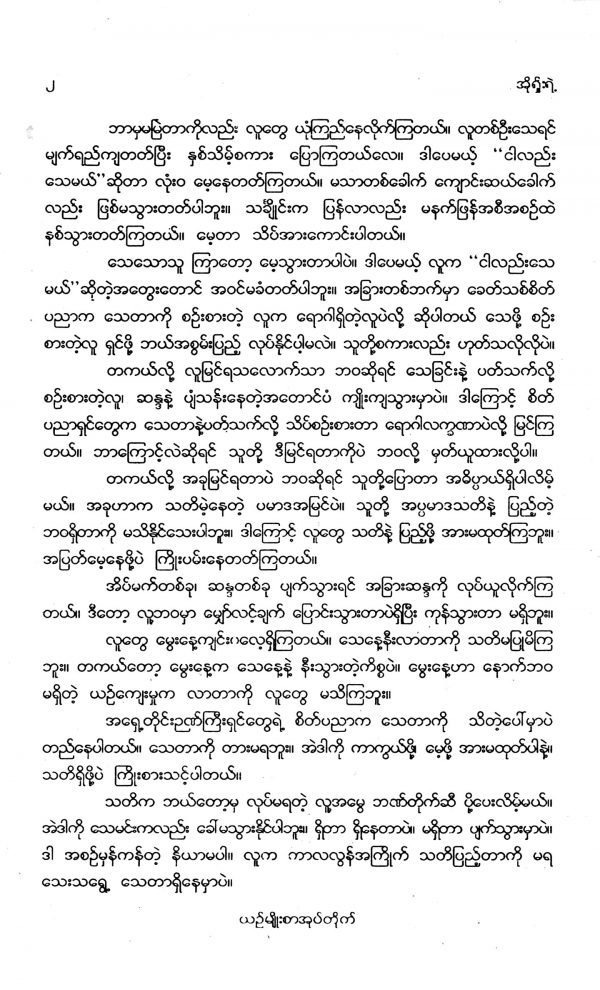 ၂
အိုရှိုးရဲ့
ဘာမှမမြဲတာကိုလည်း လူတွေ ယုံကြည်နေလိုက်ကြတယ်။ လူတစ်ဦးသေရင်
မျက်ရည်ကျတတ်ပြီး နှစ်သိမ့်စကား ပြောကြတယ်လေ။ ဒါပေမယ့် “ငါလည်း
သေမယ်”ဆိုတာ လုံးဝ မေ့နေတတ်ကြတယ်။ မသာတစ်ခေါက် ကျောင်းဆယ်ခေါက်
လည်း ဖြစ်မသွားတတ်ပါဘူး။ သင်္ချိုင်းက ပြန်လာလည်း မနက်ဖြန်အစီအစဉ်ထဲ
နစ်သွားတတ်ကြတယ်။ မေ့တာ သိပ်အားကောင်းပါတယ်။
သေသောသူ ကြာတော့ မေ့သွားတာပါပဲ။ ဒါပေမယ့် လူက “ငါလည်းသေ
မယ်”ဆိုတဲ့အတွေးတောင် အဝင်မခံတတ်ပါဘူး။ အခြားတစ်ဘက်မှာ ခေတ်သစ်စိတ်
ပညာက သေတာကို စဉ်းစားတဲ့ လူက ရောဂါရှိတဲ့လူပဲလို့ ဆိုပါတယ် သေဖို့ စဉ်း
စားတဲ့လူ ရှင်ဖို့ ဘယ်အစွမ်းပြည့် လုပ်နိုင်ပါ့မလဲ။ သူတို့စကားလည်း ဟုတ်သလိုလိုပဲ။
တကယ်လို့ လူမြင်ရသလောက်သာ ဘဝဆိုရင် သေခြင်းနဲ့ ပတ်သက်လို့
စဉ်းစားတဲ့လူ၊ ဆန္ဒနဲ့ ပျံသန်းနေတဲ့အတောင်ပံ ကျိုးကျသွားမှာပဲ။ ဒါကြောင့် စိတ်
ပညာရှင်တွေက သေတာနဲ့ပတ်သက်လို့ သိပ်စဉ်းစားတာ ရောဂါလက္ခဏာပဲလို့ မြင်ကြ
တယ်။ ဘာကြောင့်လဲဆိုရင် သူတို့ ဒီမြင်ရတာကိုပဲ ဘဝလို့ မှတ်ယူထားလို့ပါ။
တကယ်လို့ အခုမြင်ရတာပဲ ဘဝဆိုရင် သူတို့ပြောတာ အဓိပ္ပာယ်ရှိပါလိမ့်
မယ်။ အခုဟာက သတိမဲ့နေတဲ့ ပမာဒအမြင်ပဲ။ သူတို့ အပ္ပမာဒသတိနဲ့ ပြည့်တဲ့
ဘဝရှိတာကို မသိနိုင်သေးပါဘူး။ ဒါကြောင့် လူတွေ သတိနဲ့ ပြည့်ဖို့ အားမထုတ်ကြဘူး။
အပြတ်မေ့နေဖို့ပဲ ကြိုးပမ်းနေတတ်ကြတယ်။
အိပ်မက်တစ်ခု၊ ဆန္ဒတစ်ခု ပျက်သွားရင် အခြားဆန္ဒကို လုပ်ယူလိုက်ကြ
တယ်။ ဒီတော့ လူ့ဘဝမှာ မျှော်လင့်ချက် ပြောင်းသွားတာပဲရှိပြီး ကုန်သွားတာ မရှိဘူး။
လူတွေ မွေးနေ့ကျင်းပလေ့ရှိကြတယ်။ သေနေ့နီးလာတာကို သတိမပြုမိကြ
ဘူး။ တကယ်တော့ မွေးနေ့က သေနေ့နဲ့ နီးသွားတဲ့ကိစ္စပဲ။ မွေးနေ့ဟာ နောက်ဘဝ
မရှိတဲ့ ယဉ်ကျေးမှုက လာတာကို လူတွေ မသိကြဘူး။
အရှေ့တိုင်းဉာဏ်ကြီးရှင်တွေရဲ့ စိတ်ပညာက သေတာကို သိတဲ့ပေါ်မှာပဲ
တည်နေပါတယ်။ သေတာကို တားမရဘူး။ အဲဒါကို ကာကွယ်ဖို့၊ မေ့ဖို့ အားမထုတ်ပါနဲ့။
သတိရှိဖို့ပဲ ကြိုးစားသင့်ပါတယ်။
သတိက ဘယ်တော့မှ လုပ်မရတဲ့ လူ့အမွေ ဘဏ်တိုက်ဆီ ပို့ပေးလိမ့်မယ်။
အဲဒါကို သေမင်းကလည်း ခေါ်မသွားနိုင်ပါဘူး။ ရှိတာ ရှိနေတာပဲ။ မရှိတာ ပျက်သွားမှာပဲ။
ဒါ အစဉ်မှန်ကန်တဲ့ နိယာမပါ။ လူက ကာလလွန်အကြိုက် သတိပြည့်တာကို မရ
သေးသရွေ့ သေတာရှိနေမှာပဲ။
ယဉ်မျိုးစာအုပ်တိုက်